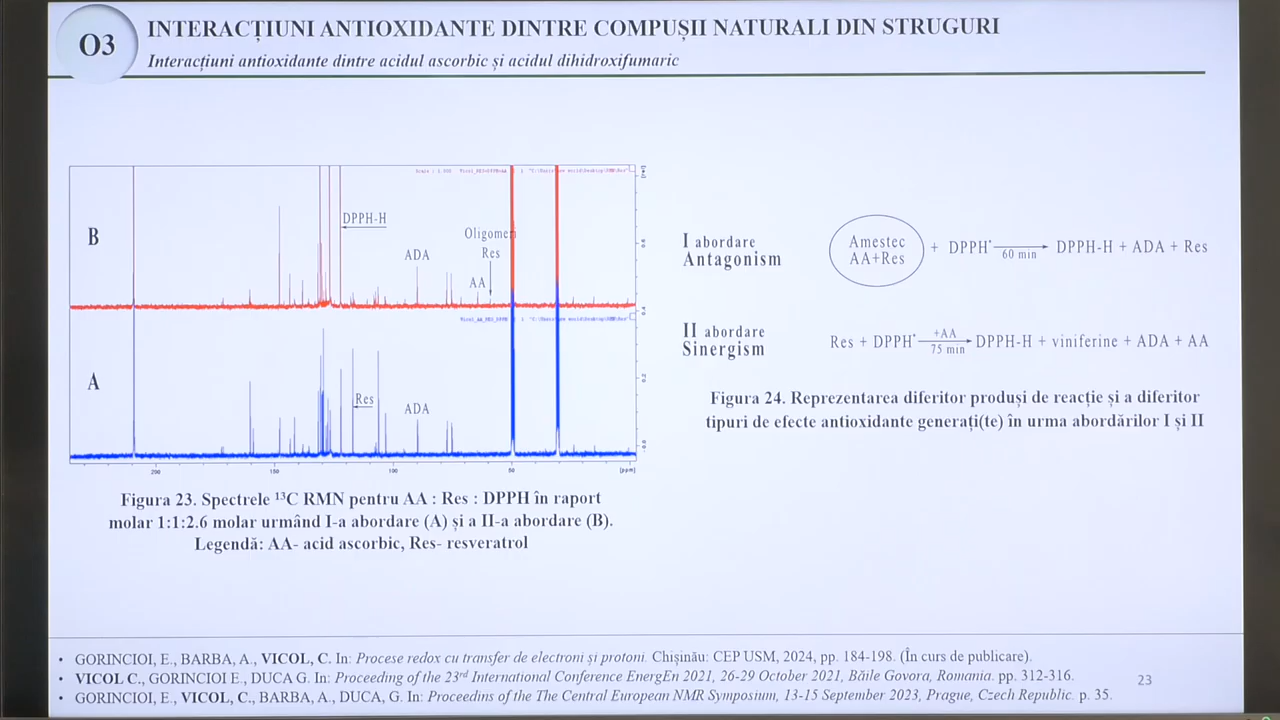 O3
INTERACȚIUNI ANTIOXIDANTE DINTRE COMPUȘII NATURALI DIN STRUGURI
Interacțiuni antioxidante dintre acidul ascorbic și acidul dihidroxifumaric
B
DPPH-H
ADA
Oligomeri
Res
AA
A
Res
ADA
200
150
100
50
[ppm]
I abordare
Antagonism
Amestec
AA+Res
+ DPPH· 60 min DPPH-H + ADA + Res
II abordare
Sinergism
Res + DPPH· +AA 75 min DPPH-H + viniferine + ADA + AA
Figura 24. Reprezentarea diferitor produși de reacție și a diferitor
tipuri de efecte antioxidante generați(te) în urma abordărilor I și II
Figura 23. Spectrele ¹³C RMN pentru AA : Res : DPPH în raport
molar 1:1:2.6 molar urmând I-a abordare (A) și a II-a abordare (B).
Legendă: AA- acid ascorbic, Res- resveratrol
• GORINCIOI, E., BARBA, A., VICOL, C. In: Procese redox cu transfer de electroni și protoni. Chișinău: CEP USM, 2024, pp. 184-198. (În curs de publicare).
• VICOL C., GORINCIOI E., DUCA G. In: Proceeding of the 23rd International Conference EnergEn 2021, 26-29 October 2021, Băile Govora, Romania. pp. 312-316.
• GORINCIOI, E., VICOL, C., BARBA, A., DUCA, G. In: Proceedins of the The Central European NMR Symposium, 13-15 September 2023, Prague, Czech Republic. p. 35.
23